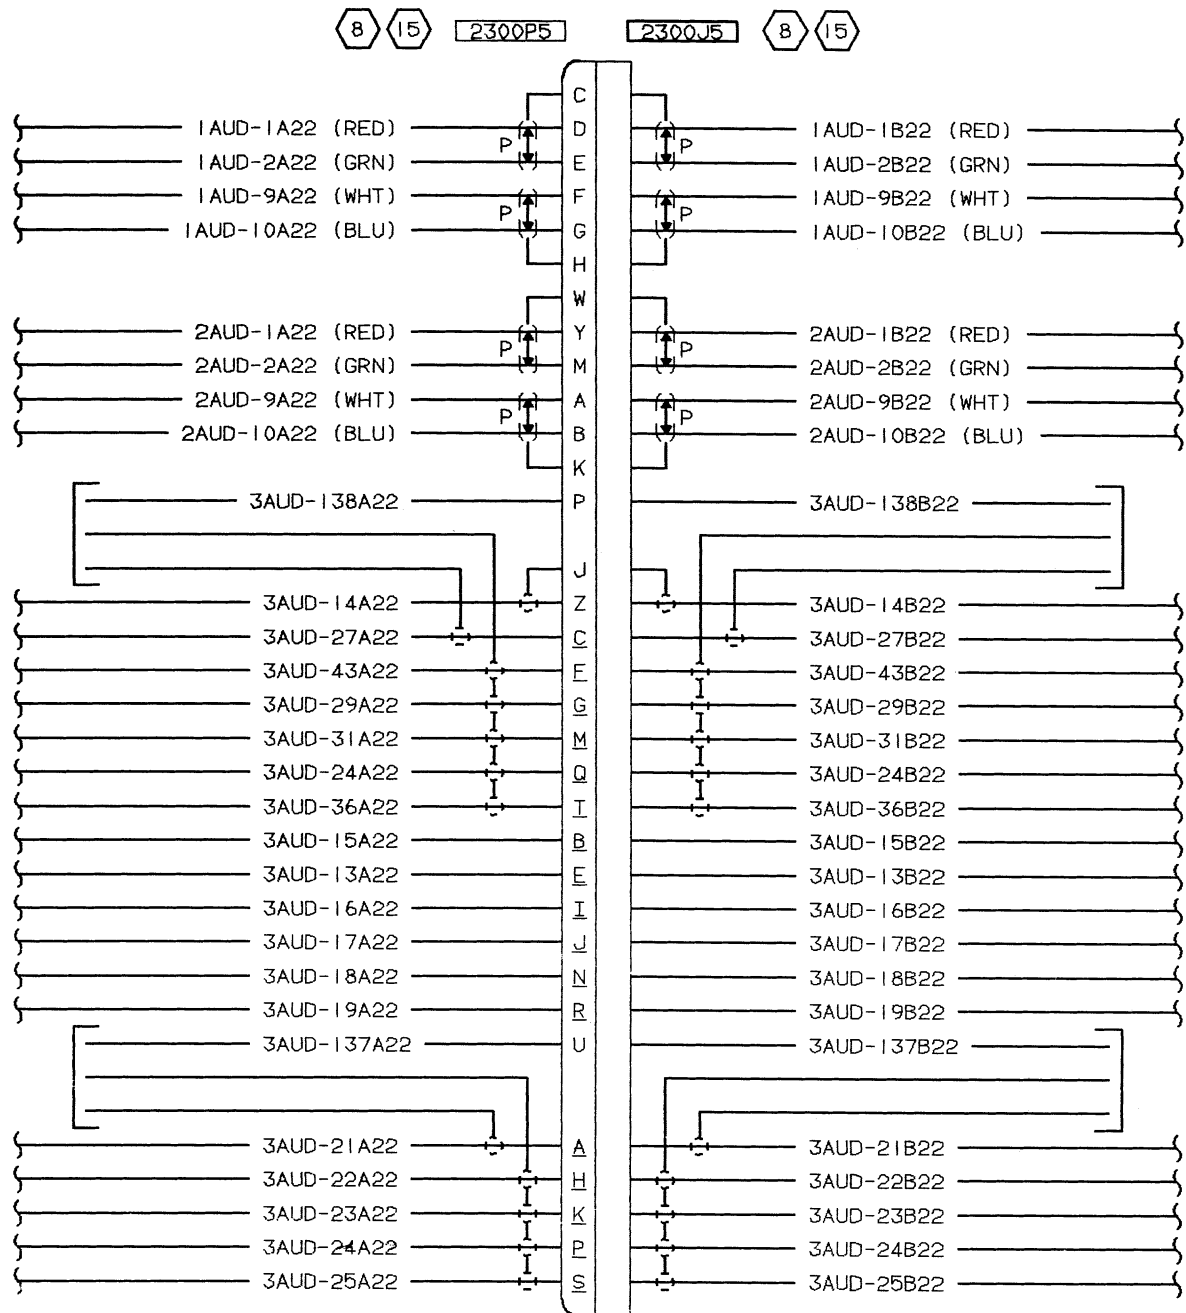 8 15 2300P5 2300J5 8 15
C
1AUD-1A22 (RED) D 1AUD-1B22 (RED)
P P
1AUD-2A22 (GRN) E 1AUD-2B22 (GRN)
1AUD-9A22 (WHT) F 1AUD-9B22 (WHT)
P P
1AUD-10A22 (BLU) G 1AUD-10B22 (BLU)
H
W
2AUD-1A22 (RED) Y 2AUD-1B22 (RED)
P P
2AUD-2A22 (GRN) M 2AUD-2B22 (GRN)
2AUD-9A22 (WHT) A 2AUD-9B22 (WHT)
P P
2AUD-10A22 (BLU) B 2AUD-10B22 (BLU)
K
3AUD-138A22 P 3AUD-138B22
J
3AUD-14A22 Z 3AUD-14B22
3AUD-27A22 C 3AUD-27B22
3AUD-43A22 F 3AUD-43B22
3AUD-29A22 G 3AUD-29B22
3AUD-31A22 M 3AUD-31B22
3AUD-24A22 Q 3AUD-24B22
3AUD-36A22 T 3AUD-36B22
3AUD-15A22 B 3AUD-15B22
3AUD-13A22 E 3AUD-13B22
3AUD-16A22 I 3AUD-16B22
3AUD-17A22 J 3AUD-17B22
3AUD-18A22 N 3AUD-18B22
3AUD-19A22 R 3AUD-19B22
3AUD-137A22 U 3AUD-137B22
3AUD-21A22 A 3AUD-21B22
3AUD-22A22 H 3AUD-22B22
3AUD-23A22 K 3AUD-23B22
3AUD-24A22 P 3AUD-24B22
3AUD-25A22 S 3AUD-25B22